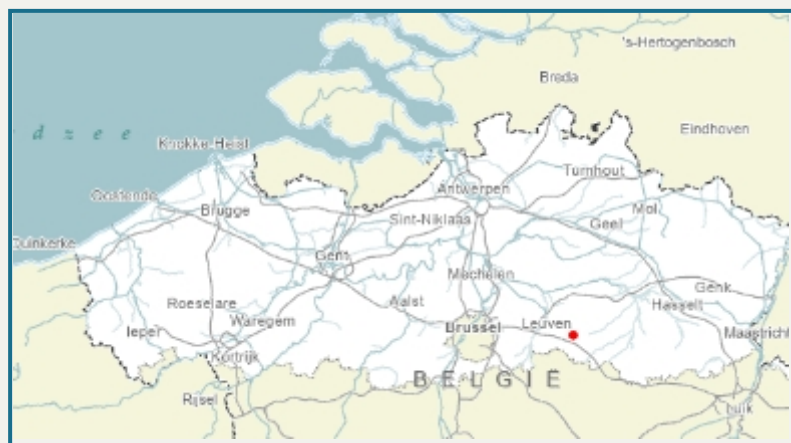 's-Hertogenbosch
Breda
d z e e
Eindhoven
Knokke-Heist
Turnhout
Antwerpen
Oostende
Mol
Brugge
Sint-Niklaas
Geel
Duinkerke
Gent
Mechelen
Genk
Roeselare
Aalst
Hasselt
Waregem
Leuven
Ieper
Brussel
Maastricht
Kortrijk
BELGIË
Rijsel
Luik